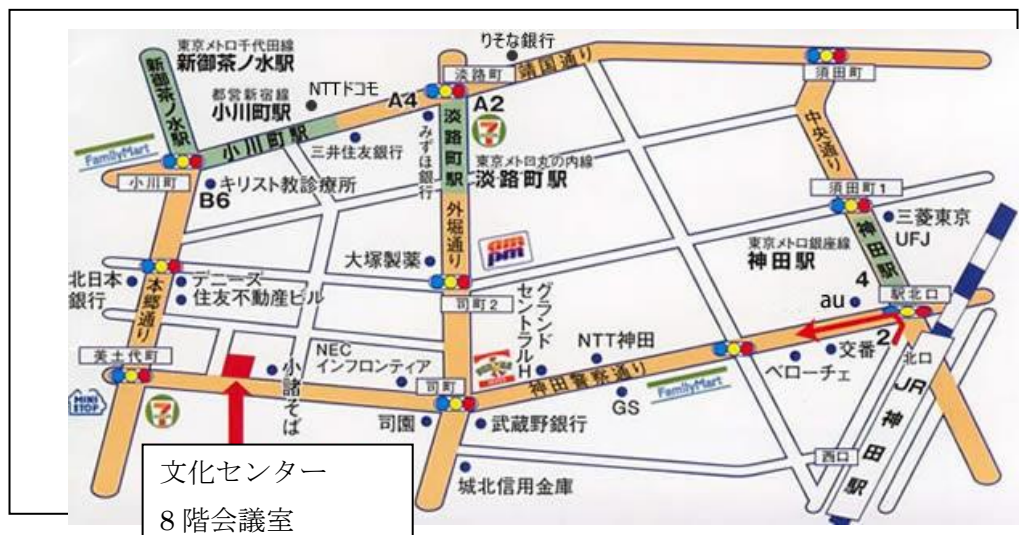 東京メトロ千代田線
新御茶ノ水駅
新御茶ノ水駅
都営新宿線
小川町駅
NTTドコモ
A4
りそな銀行
淡路町
A2
靖国通り
須田町
FamilyMart
小川町駅
三井住友銀行
みずほ銀行
淡路町駅
東京メトロ丸の内線
淡路町駅
中央通り
小川町
B6
キリスト教診療所
外堀通り
am
pm
須田町1
三菱東京
UFJ
東京メトロ銀座線
神田駅
神田駅
4
北日本
銀行
本郷通り
デニーズ
住友不動産ビル
大塚製薬
司町2
グランド
セントラルH
au
駅北口
2
北口
美土代町
NEC
インフロンティア
小諸そば
司町
NTT神田
神田警察通り
交番
ベローチェ
FamilyMart
GS
MINI
STOP
司園
武蔵野銀行
城北信用金庫
西口
JR神田駅
文化センター
8階会議室